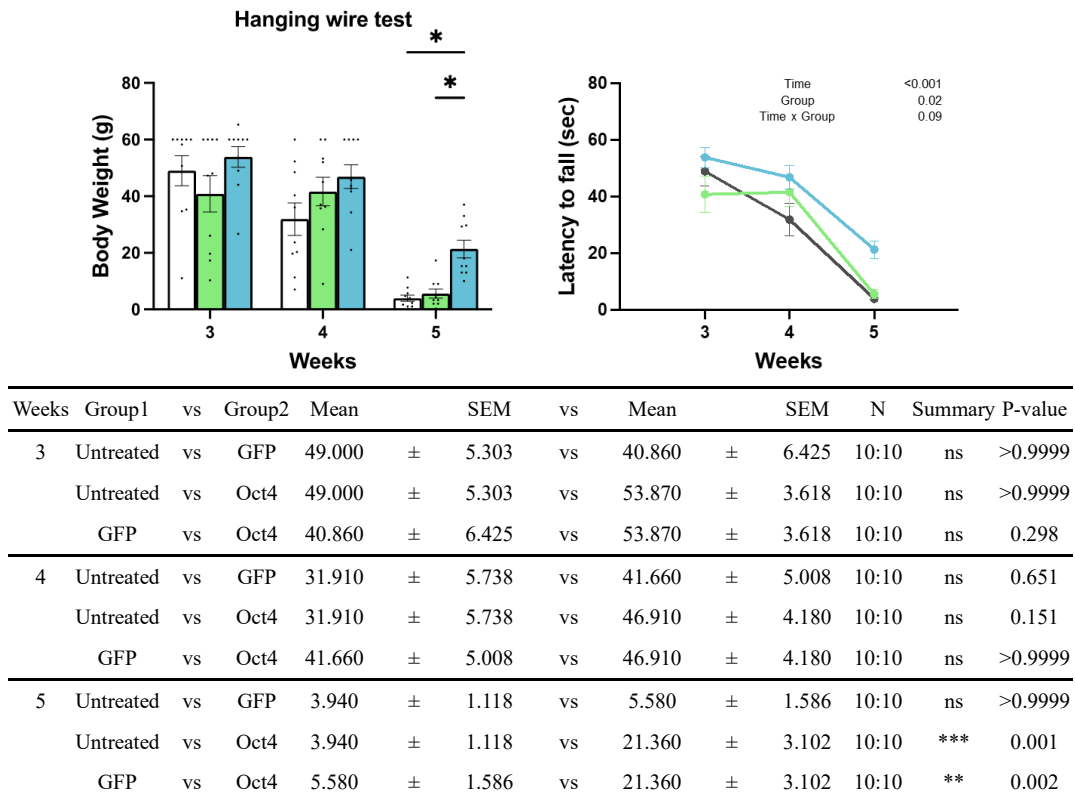 Hanging wire test
*
*
Body Weight (g)
80
60
40
20
0
3 4 5
Weeks
Latency to fall (sec)
80
60
40
20
0
Time <0.001
Group 0.02
Time x Group 0.09
3 4 5
Weeks
Weeks Group1 vs Group2 Mean SEM vs Mean SEM N Summary P-value
3 Untreated vs GFP 49.000 ± 5.303 vs 40.860 ± 6.425 10:10 ns >0.9999
Untreated vs Oct4 49.000 ± 5.303 vs 53.870 ± 3.618 10:10 ns >0.9999
GFP vs Oct4 40.860 ± 6.425 vs 53.870 ± 3.618 10:10 ns 0.298
4 Untreated vs GFP 31.910 ± 5.738 vs 41.660 ± 5.008 10:10 ns 0.651
Untreated vs Oct4 31.910 ± 5.738 vs 46.910 ± 4.180 10:10 ns 0.151
GFP vs Oct4 41.660 ± 5.008 vs 46.910 ± 4.180 10:10 ns >0.9999
5 Untreated vs GFP 3.940 ± 1.118 vs 5.580 ± 1.586 10:10 ns >0.9999
Untreated vs Oct4 3.940 ± 1.118 vs 21.360 ± 3.102 10:10 *** 0.001
GFP vs Oct4 5.580 ± 1.586 vs 21.360 ± 3.102 10:10 ** 0.002